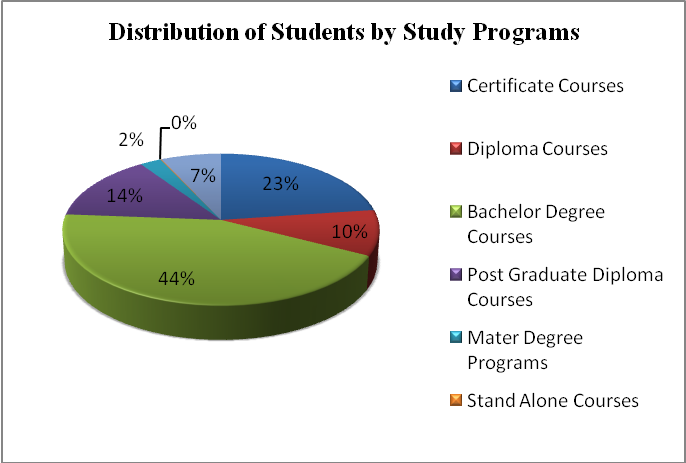 Distribution of Students by Study Programs
0%
2%
7%
23%
14%
10%
44%
Certificate Courses
Diploma Courses
Bachelor Degree
Courses
Post Graduate Diploma
Courses
Mater Degree
Programs
Stand Alone Courses